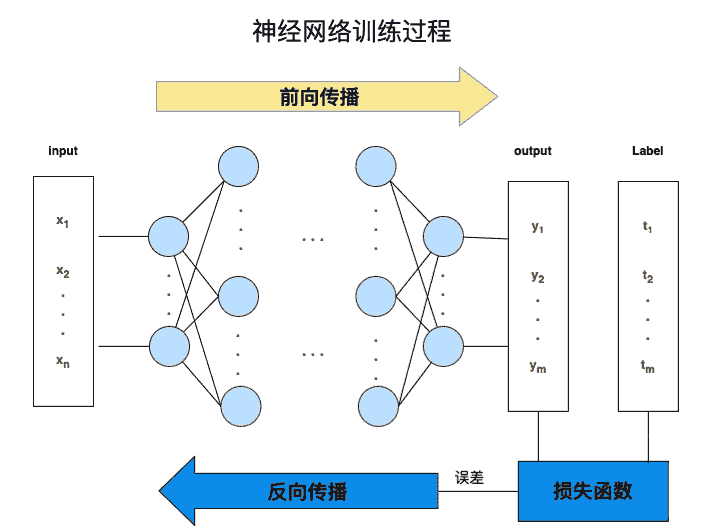 神经网络训练过程
前向传播
input
output
Label
x1
x2
.
.
.
xn
...
...
y1
y2
.
.
.
ym
t1
t2
.
.
.
tm
反向传播
误差
损失函数